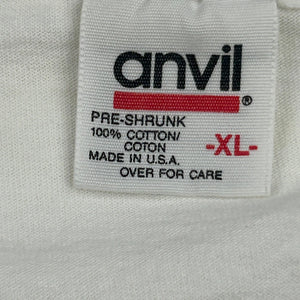 anvil®
PRE-SHRUNK
100% COTTON/
COTON
-XL-
MADE IN U.S.A.
OVER FOR CARE